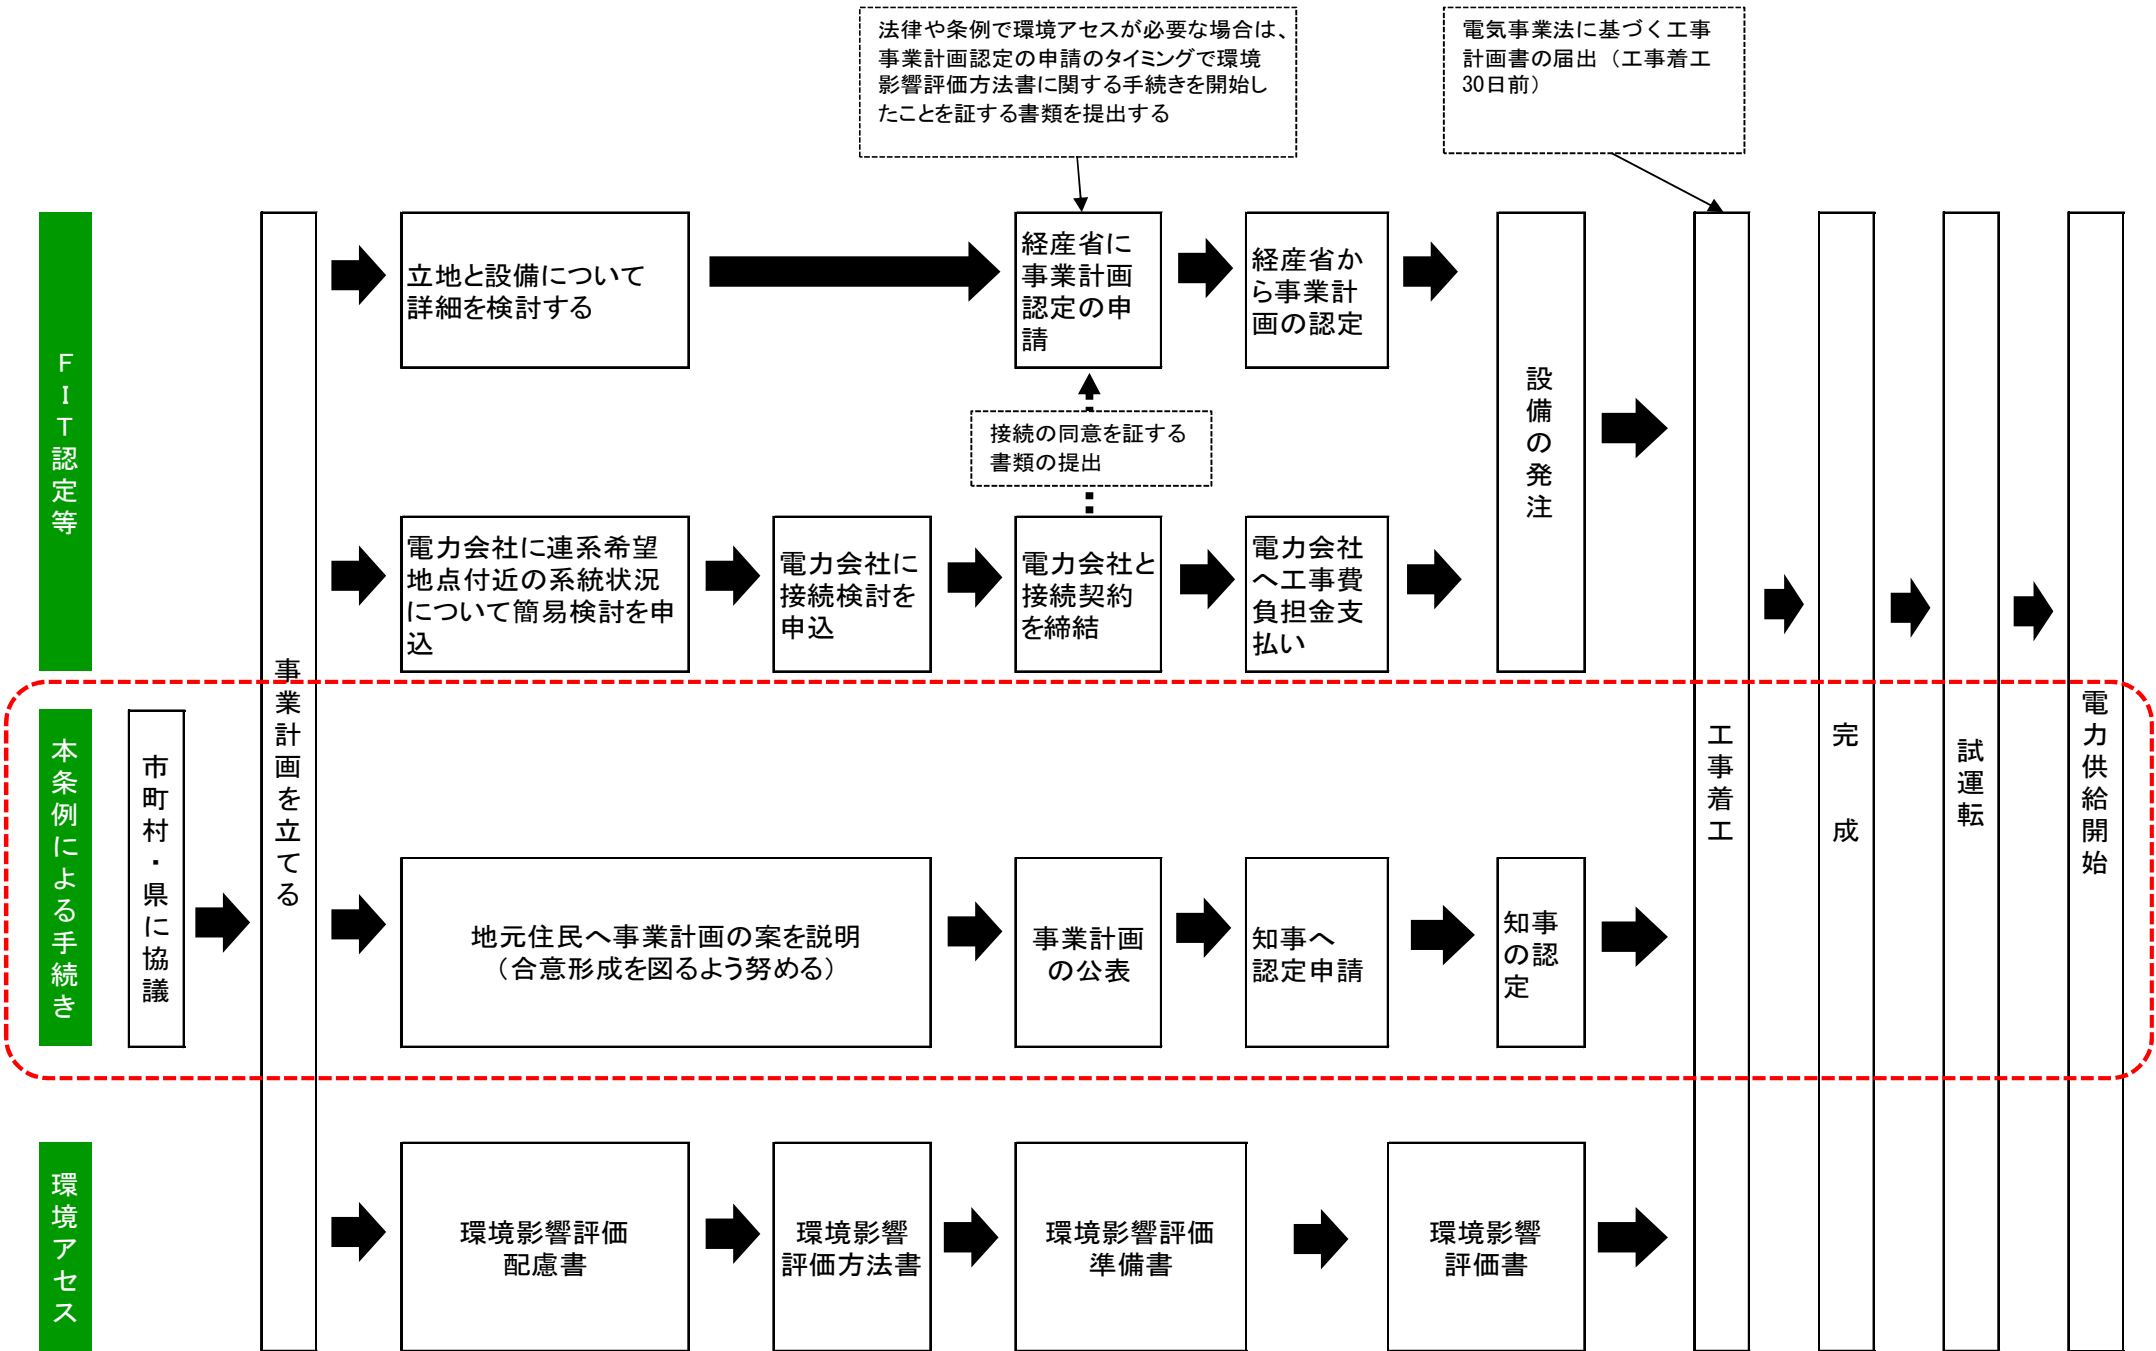 法律や条例で環境アセスが必要な場合は、
事業計画認定の申請のタイミングで環境
影響評価方法書に関する手続きを開始し
たことを証する書類を提出する
電気事業法に基づく工事
計画書の届出（工事着工
30日前）
FIT認定等
事業計画を立てる
立地と設備について
詳細を検討する
経産省に
事業計画
認定の申
請
経産省か
ら事業計
画の認定
接続の同意を証する
書類の提出
電力会社に連系希望
地点付近の系統状況
について簡易検討を申
込
電力会社に
接続検討を
申込
電力会社と
接続契約
を締結
電力会社
へ工事費
負担金支
払い
設備の発注
工事着工
完成
試運転
電力供給開始
本条例による手続き
市町村・県に協議
地元住民へ事業計画の案を説明
（合意形成を図るよう努める）
事業計画
の公表
知事へ
認定申請
知事
の認
定
環境アセス
環境影響評価
配慮書
環境影響
評価方法書
環境影響評価
準備書
環境影響
評価書